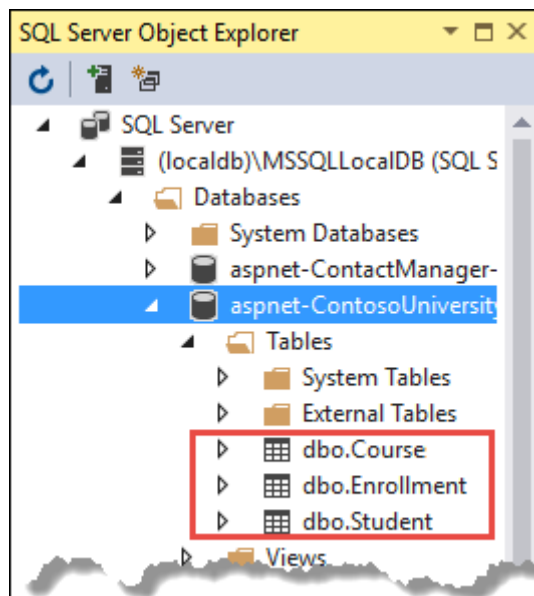 SQL Server Object Explorer
SQL Server
(localdb)\MSSQLLocalDB (SQL S
Databases
System Databases
aspnet-ContactManager-
aspnet-ContosoUniversity
Tables
System Tables
External Tables
dbo.Course
dbo.Enrollment
dbo.Student
Views